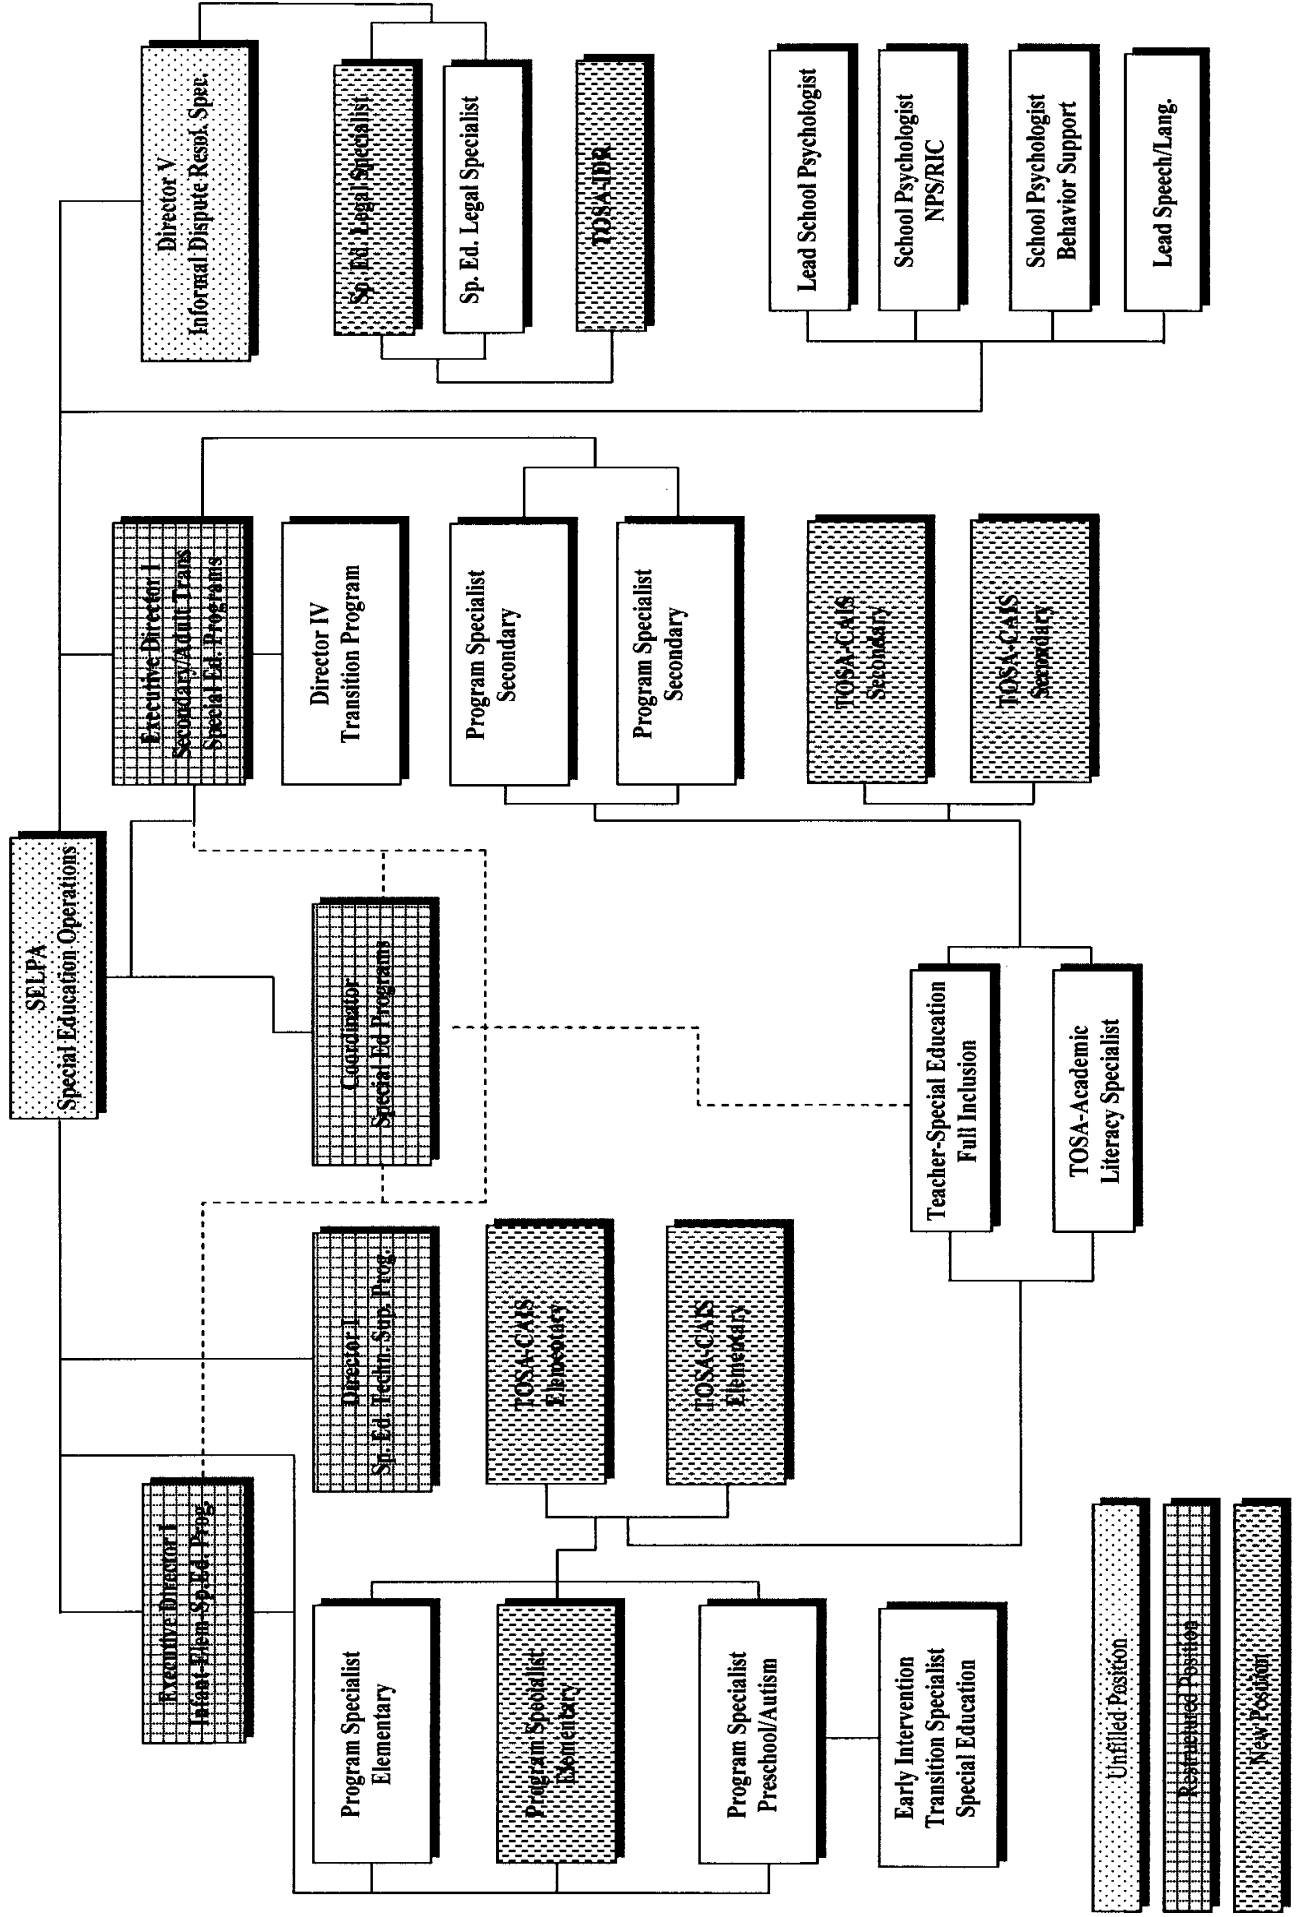 SELPA
Special Education Operations
Executive Director I
Infant-Elem Sp.Ed. Prog.
Executive Director I
Secondary/Adult Trans
Special Ed. Programs
Director V
Informal Dispute Resol. Spec.
Program Specialist
Elementary
Director I
Sp. Ed. Techn. Sup. Prog.
Coordinator
Special Ed Programs
Director IV
Transition Program
Sp. Ed. Legal Specialist
Sp. Ed. Legal Specialist
TOSA-IDR
Program Specialist
Elementary
TOSA-CAIS
Elementary
Program Specialist
Secondary
Program Specialist
Preschool/Autism
TOSA-CAIS
Elementary
Program Specialist
Secondary
Early Intervention
Transition Specialist
Special Education
Teacher-Special Education
Full Inclusion
TOSA-CAIS
Secondary
Lead School Psychologist
School Psychologist
NPS/RIC
TOSA-Academic
Literacy Specialist
TOSA-CAIS
Secondary
School Psychologist
Behavior Support
Lead Speech/Lang.
Unfilled Position
Restructured Position
New Position